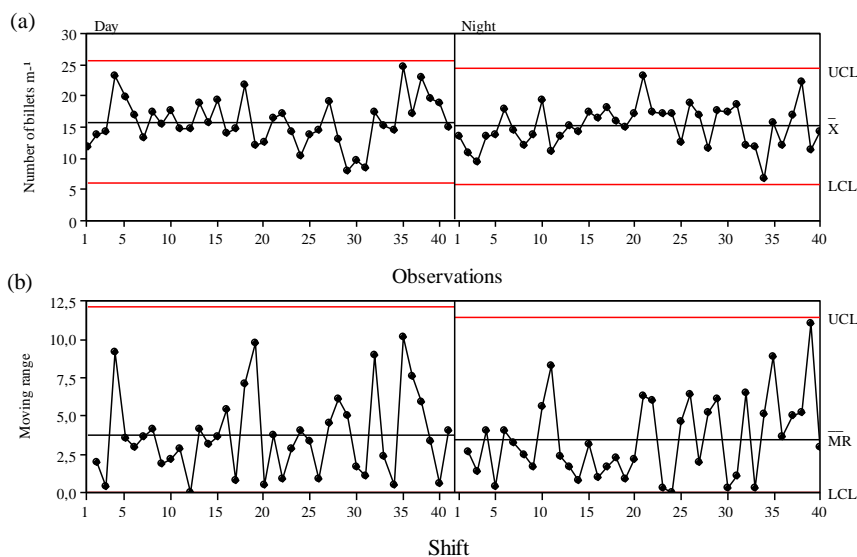 (a)
Day Night
Number of billets m-¹
30
25
20
15
10
5
0
UCL
X̅
LCL
1 5 10 15 20 25 30 35 40 1 5 10 15 20 25 30 35 40
Observations
(b)
Moving range
12,5
10,0
7,5
5,0
2,5
0,0
UCL
M̅R̅
LCL
1 5 10 15 20 25 30 35 40 1 5 10 15 20 25 30 35 40
Shift